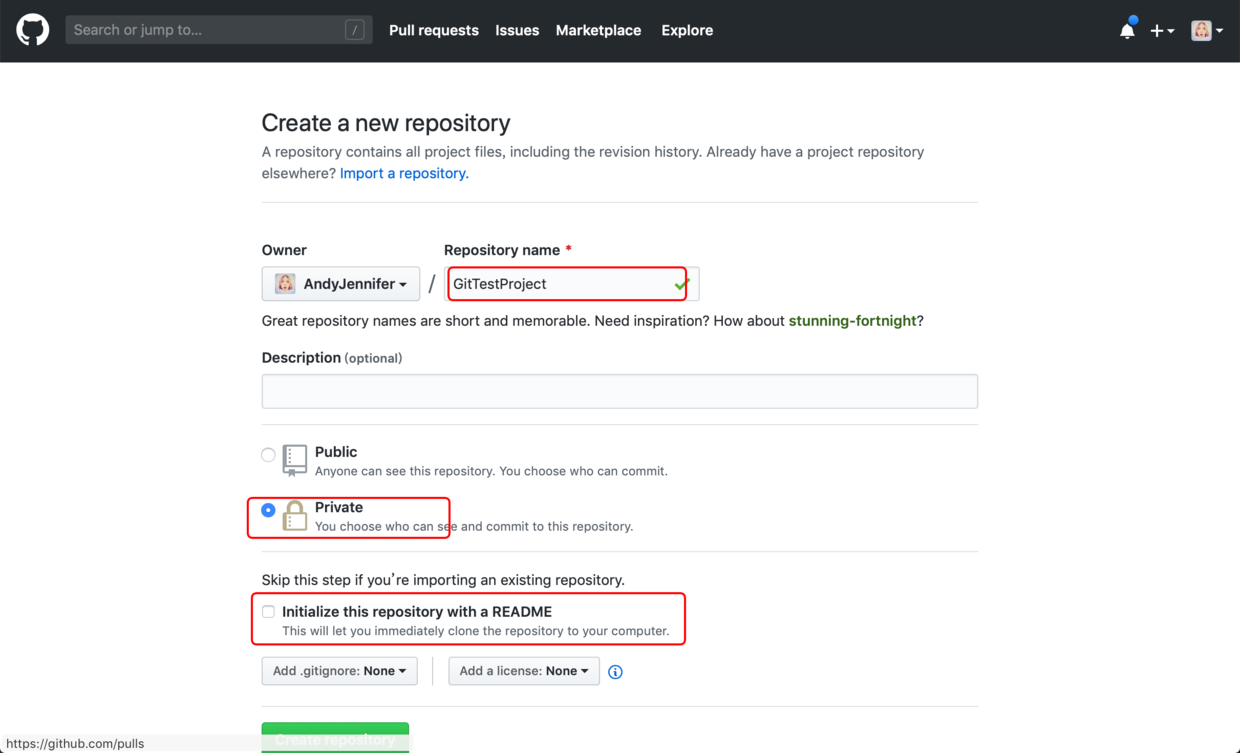 Search or jump to... / Pull requests Issues Marketplace Explore
Create a new repository
A repository contains all project files, including the revision history. Already have a project repository
elsewhere? Import a repository.
Owner Repository name *
AndyJennifer / GitTestProject
Great repository names are short and memorable. Need inspiration? How about stunning-fortnight?
Description (optional)
Public
Anyone can see this repository. You choose who can commit.
Private
You choose who can see and commit to this repository.
Skip this step if you’re importing an existing repository.
Initialize this repository with a README
This will let you immediately clone the repository to your computer.
Add .gitignore: None Add a license: None
Create repository
https://github.com/pulls